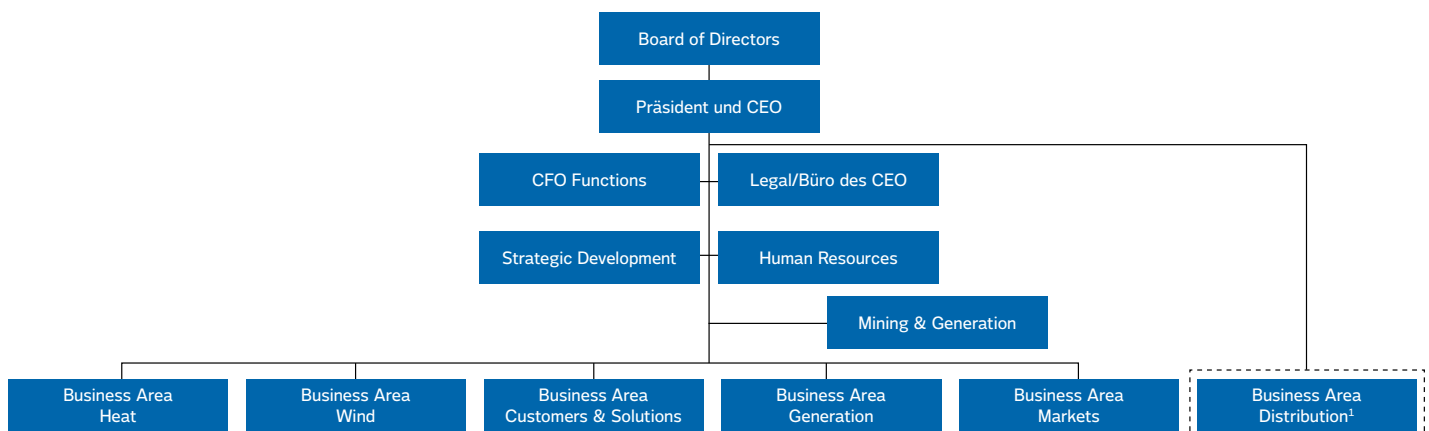 Board of Directors
Präsident und CEO
CFO Functions
Legal/Büro des CEO
Strategic Development
Human Resources
Mining & Generation
Business Area
Heat
Business Area
Wind
Business Area
Customers & Solutions
Business Area
Generation
Business Area
Markets
Business Area
Distribution¹